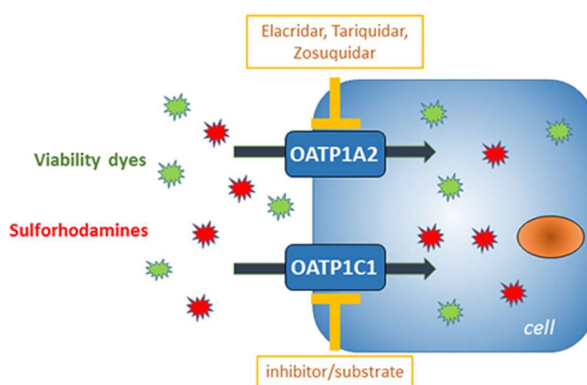 Elacridar, Tariquidar,
Zosuquidar
Viability dyes
OATP1A2
Sulforhodamines
OATP1C1
cell
inhibitor/substrate